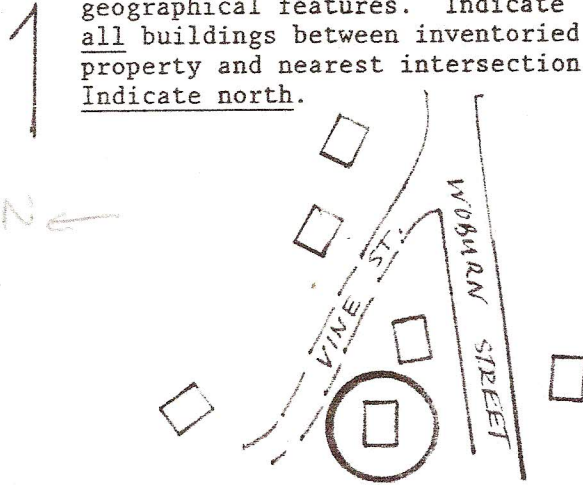 geographical features. Indicate
all buildings between inventoried
property and nearest intersection
Indicate north.
N
WOBURN STREET
VINE ST.